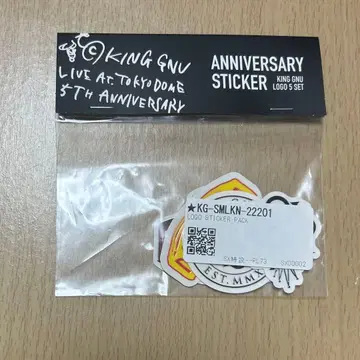 © KING GNU
LIVE AT. TOKYO DOME
5TH ANNIVERSARY
ANNIVERSARY
STICKER
KING GNU
LOGO 5 SET
★KG-SMLKN-22201
LOGO STICKER PACK
EST. MMX